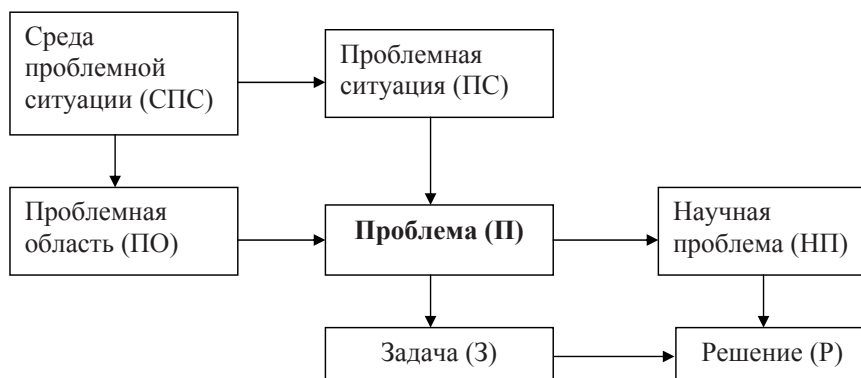 Среда
проблемной
ситуации (СПС)
Проблемная
ситуация (ПС)
Проблемная
область (ПО)
Проблема (П)
Научная
проблема (НП)
Задача (З)
Решение (Р)